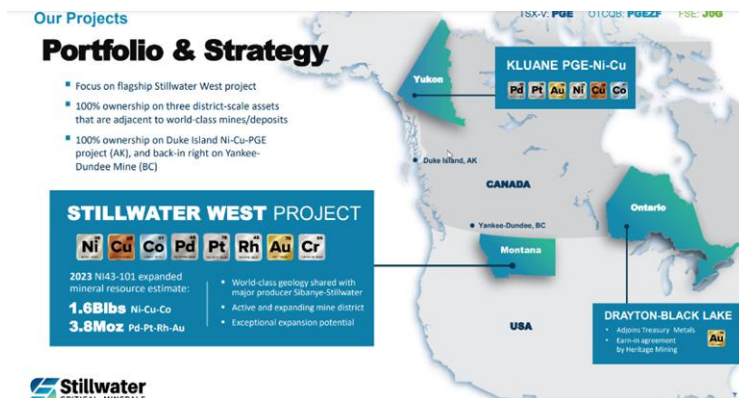 Our Projects
TSX-V: PGE OTCQB: PGEZF FSE: J0G
Portfolio & Strategy
Focus on flagship Stillwater West project
100% ownership on three district-scale assets
that are adjacent to world-class mines/deposits
100% ownership on Duke Island Ni-Cu-PGE
project (AK), and back-in right on Yankee-
Dundee Mine (BC)
Yukon
KLUANE PGE-Ni-Cu
Pd Pt Au Ni Cu Co
Duke Island, AK
CANADA
Yankee-Dundee, BC
Ontario
Montana
USA
STILLWATER WEST PROJECT
Ni Cu Co Pd Pt Rh Au Cr
2023 NI43-101 expanded
mineral resource estimate:
1.6Blbs Ni-Cu-Co
3.8Moz Pd-Pt-Rh-Au
World-class geology shared with
major producer Sibanye-Stillwater
Active and expanding mine district
Exceptional expansion potential
DRAYTON-BLACK LAKE
Adjoins Treasury Metals
Earn-in agreement
by Heritage Mining
Au
Stillwater
CRITICAL MINERALS